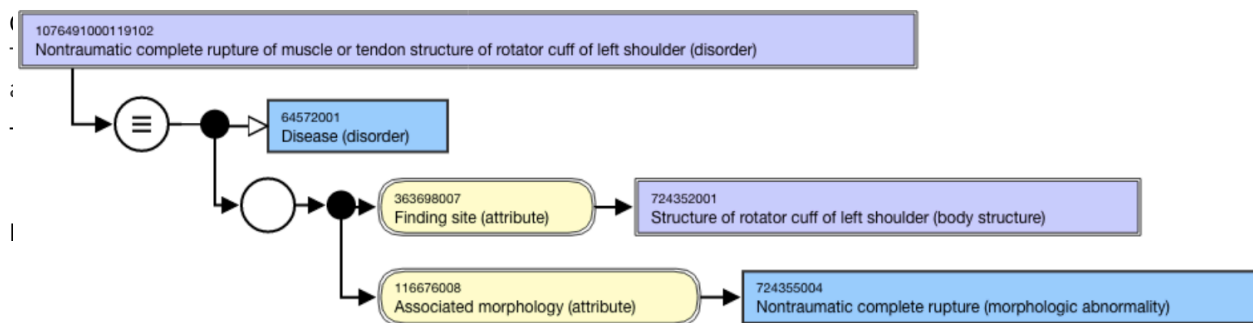 1076491000119102
Nontraumatic complete rupture of muscle or tendon structure of rotator cuff of left shoulder (disorder)
64572001
Disease (disorder)
363698007
Finding site (attribute)
724352001
Structure of rotator cuff of left shoulder (body structure)
116676008
Associated morphology (attribute)
724355004
Nontraumatic complete rupture (morphologic abnormality)